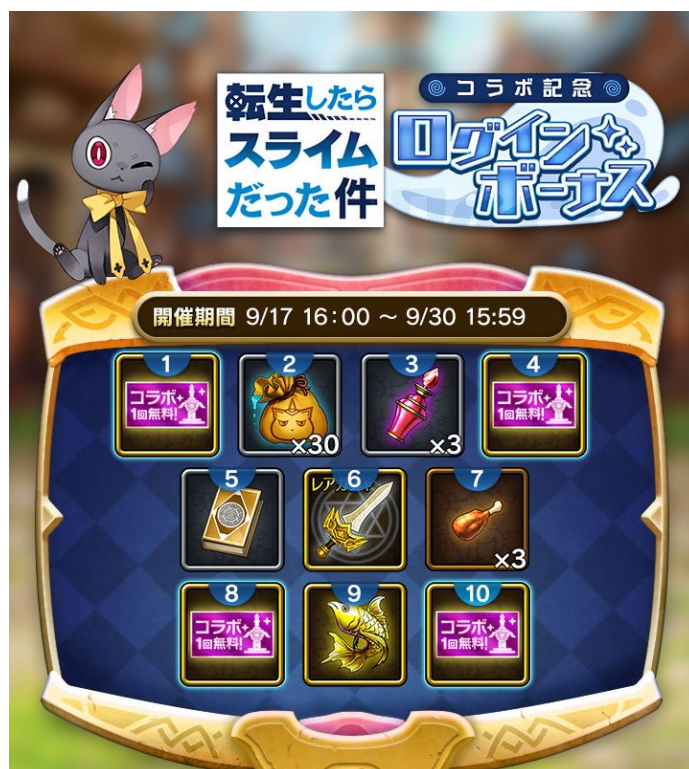 転生したら
スライム
だった件
コラボ記念
ログイン
ボーナス
開催期間 9/17 16:00 ~ 9/30 15:59
1
コラボ
1回無料!
2
×30
3
×3
4
コラボ
1回無料!
5
6
7
×3
8
コラボ
1回無料!
9
10
コラボ
1回無料!